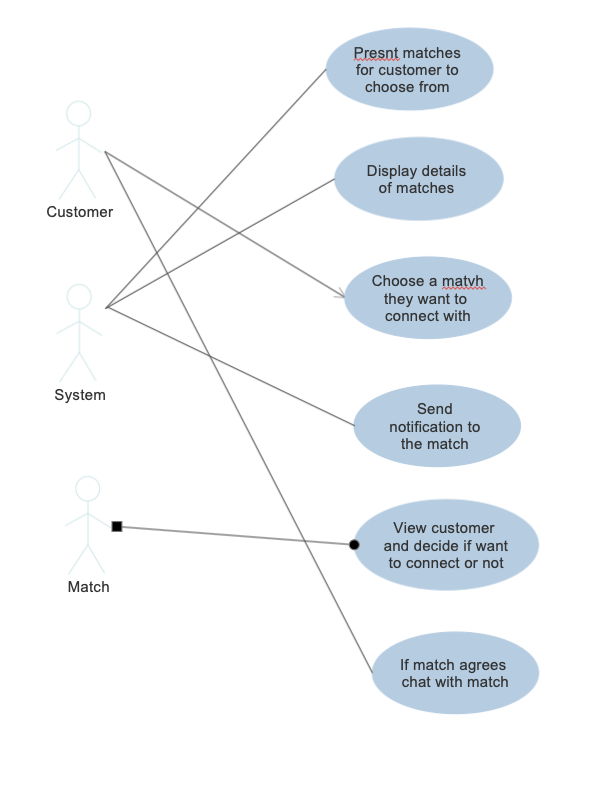 Presnt matches
for customer to
choose from
Display details
of matches
Customer
Choose a matvh
they want to
connect with
System
Send
notification to
the match
View customer
and decide if want
to connect or not
Match
If match agrees
chat with match